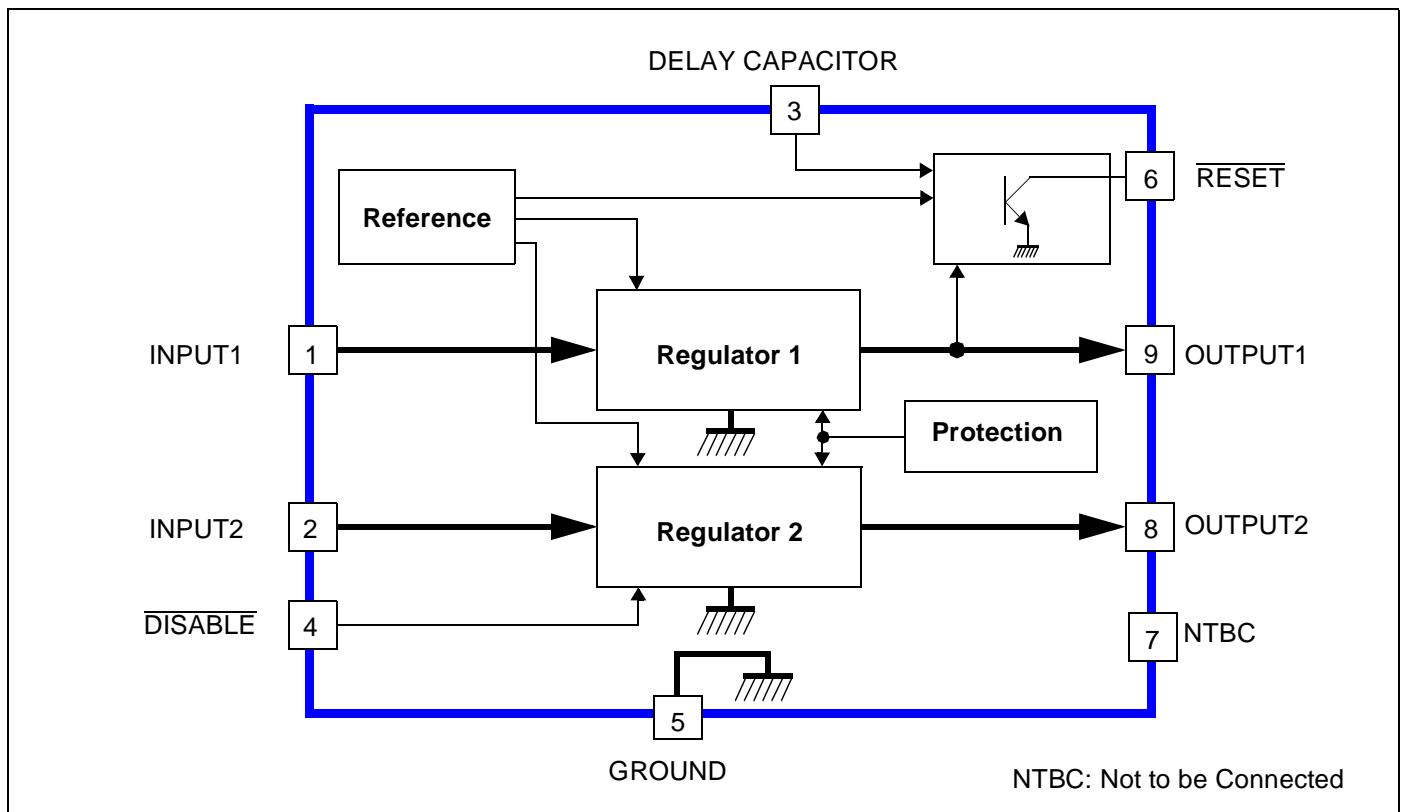 DELAY CAPACITOR
3
6
RESET
Reference
INPUT1
1
Regulator 1
9
OUTPUT1
Protection
INPUT2
2
Regulator 2
8
OUTPUT2
DISABLE
4
7
NTBC
5
GROUND
NTBC: Not to be Connected